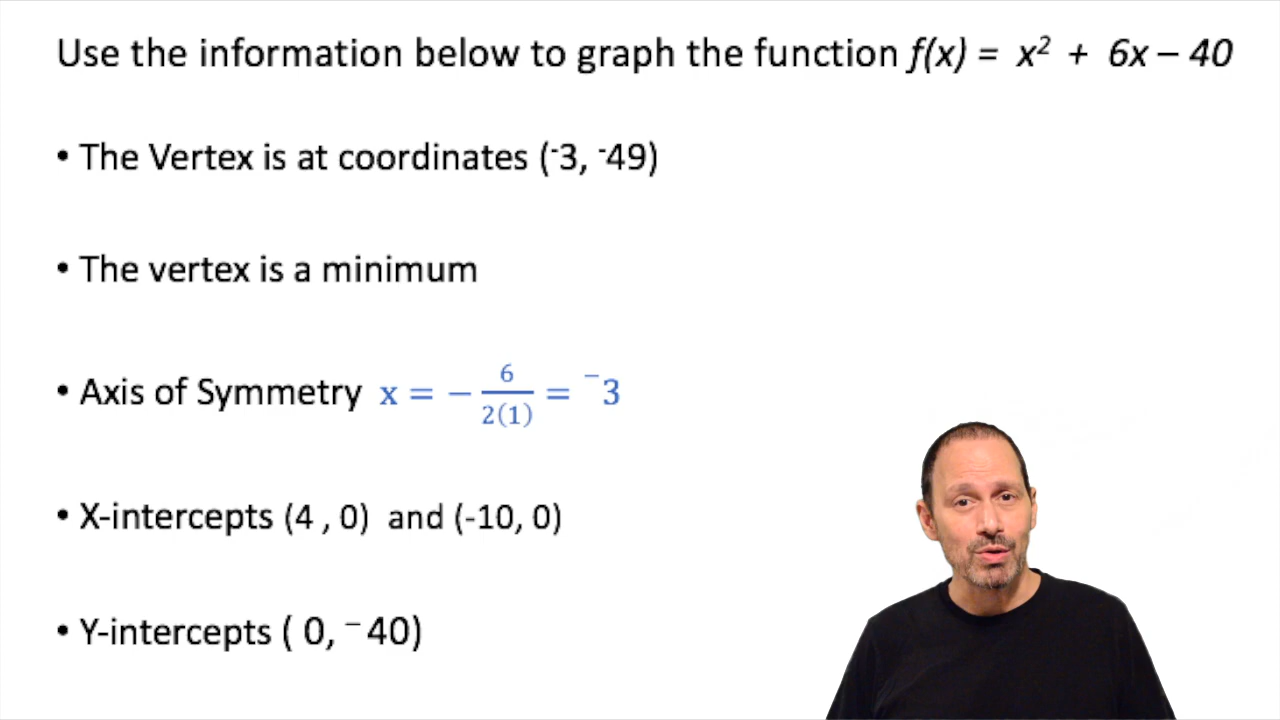 Use the information below to graph the function f(x) = x² + 6x – 40
• The Vertex is at coordinates (⁻3, ⁻49)
• The vertex is a minimum
• Axis of Symmetry x = − 6/2(1) = ⁻3
• X-intercepts (4 , 0) and (-10, 0)
• Y-intercepts ( 0, ⁻40)